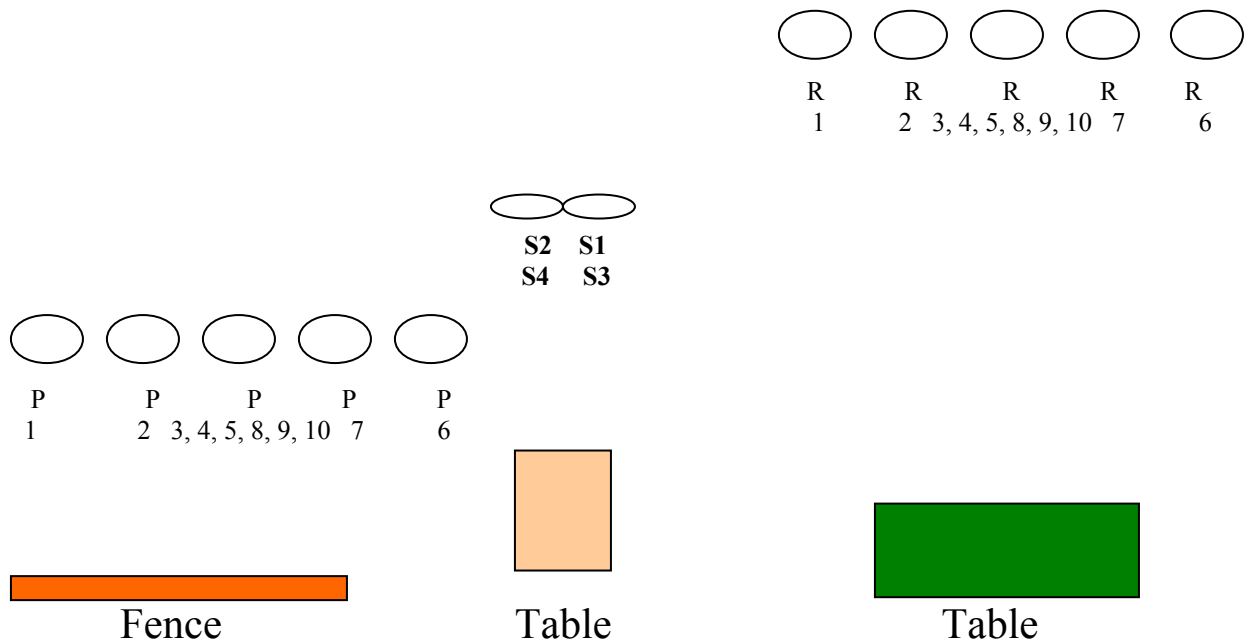 R R R R R
1 2 3, 4, 5, 8, 9, 10 7 6
S2 S1
S4 S3
P P P P P
1 2 3, 4, 5, 8, 9, 10 7 6
Fence Table Table